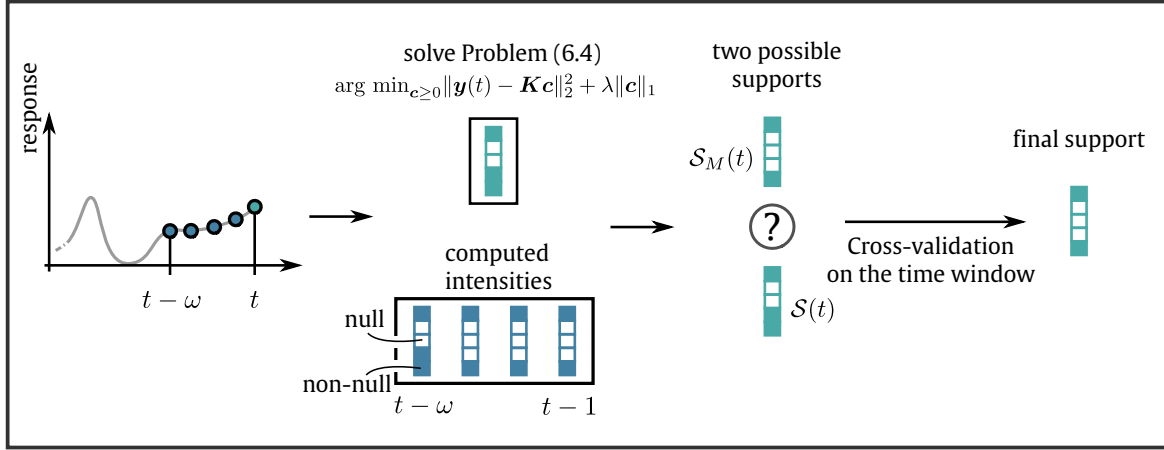 response
t − ω
t
solve Problem (6.4)
arg min_{c≥0} ‖y(t) − Kc‖₂² + λ‖c‖₁
computed
intensities
null
non-null
t − ω
t − 1
two possible
supports
𝒮_M(t)
?
𝒮(t)
Cross-validation
on the time window
final support